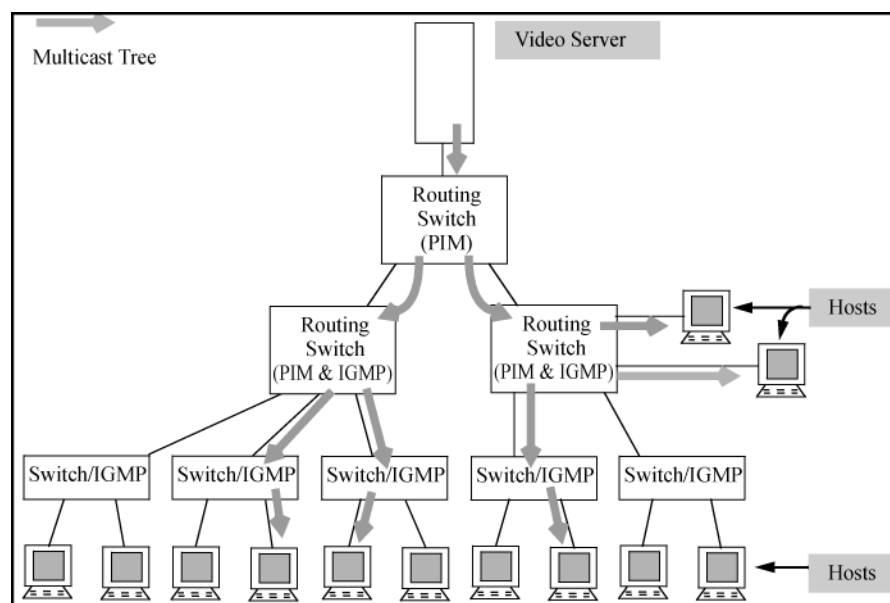 Video Server
Multicast Tree
Routing
Switch
(PIM)
Hosts
Routing
Switch
(PIM & IGMP)
Routing
Switch
(PIM & IGMP)
Switch/IGMP
Switch/IGMP
Switch/IGMP
Switch/IGMP
Switch/IGMP
Hosts